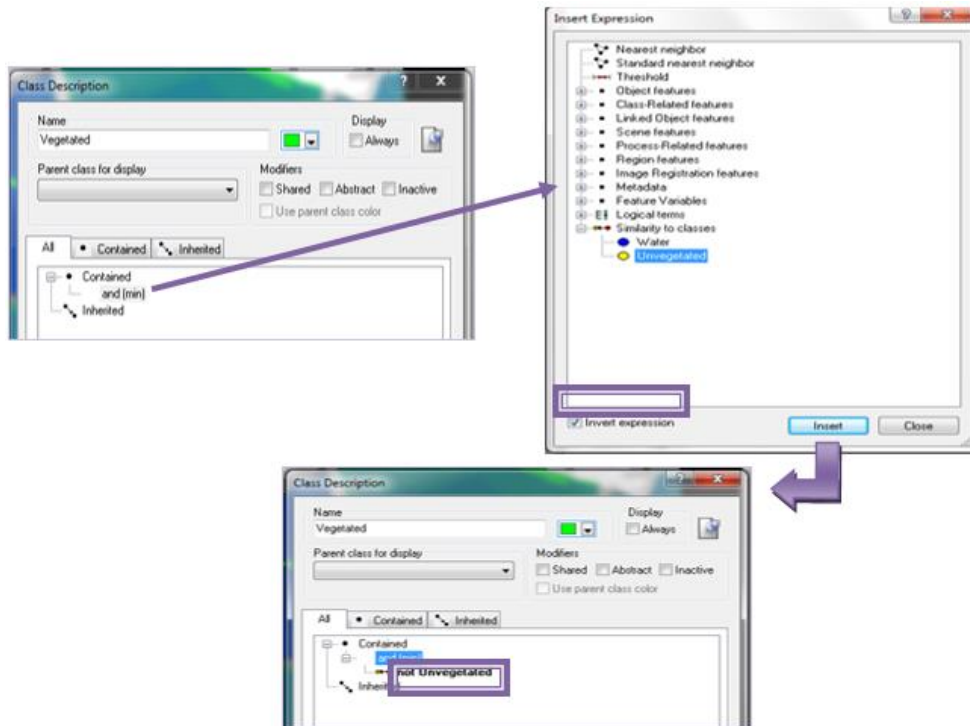 Class Description
Name
Display
Vegetated
Always
Parent class for display
Modifiers
Shared Abstract Inactive
Use parent class color
All Contained Inherited
Contained
and (min)
Inherited
Insert Expression
Nearest neighbor
Standard nearest neighbor
Threshold
Object features
Class-Related features
Linked Object features
Scene features
Process-Related features
Region features
Image Registration features
Metadata
Feature Variables
Logical terms
Similarity to classes
Water
Unvegetated
Invert expression
Insert Close
Class Description
Name
Display
Vegetated
Always
Parent class for display
Modifiers
Shared Abstract Inactive
Use parent class color
All Contained Inherited
Contained
and (min)
not Unvegetated